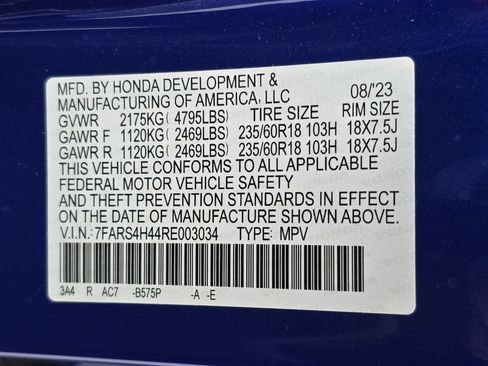 MFD. BY HONDA DEVELOPMENT & 08/'23
MANUFACTURING OF AMERICA, LLC
GVWR 2175KG( 4795LBS) TIRE SIZE RIM SIZE
GAWR F 1120KG( 2469LBS) 235/60R18 103H 18X7.5J
GAWR R 1120KG( 2469LBS) 235/60R18 103H 18X7.5J
THIS VEHICLE CONFORMS TO ALL APPLICABLE
FEDERAL MOTOR VEHICLE SAFETY
AND THEFT PREVENTION STANDARDS IN EFFECT
ON THE DATE OF MANUFACTURE SHOWN ABOVE.
V.I.N.:7FARS4H44RE003034 TYPE: MPV
3A4 R AC7 -B575P -A -E